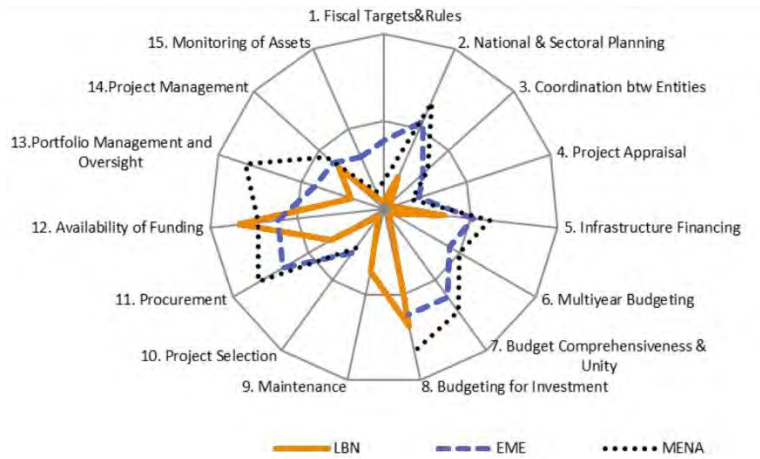 1. Fiscal Targets&Rules
2. National & Sectoral Planning
3. Coordination btw Entities
4. Project Appraisal
5. Infrastructure Financing
6. Multiyear Budgeting
7. Budget Comprehensiveness &
Unity
8. Budgeting for Investment
9. Maintenance
10. Project Selection
11. Procurement
12. Availability of Funding
13.Portfolio Management and
Oversight
14.Project Management
15. Monitoring of Assets
LBN
EME
MENA